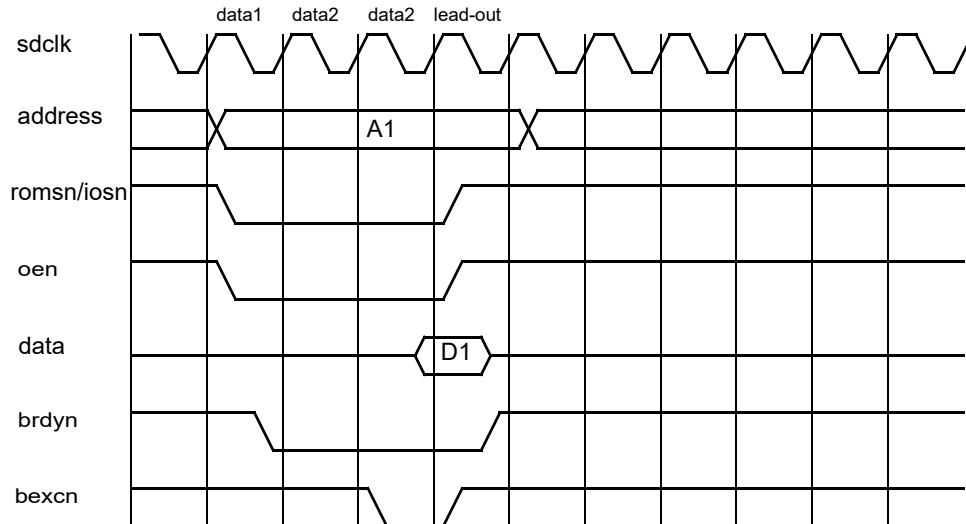 data1 data2 data2 lead-out
sdclk
address A1
romsn/iosn
oen
data D1
brdyn
bexcn